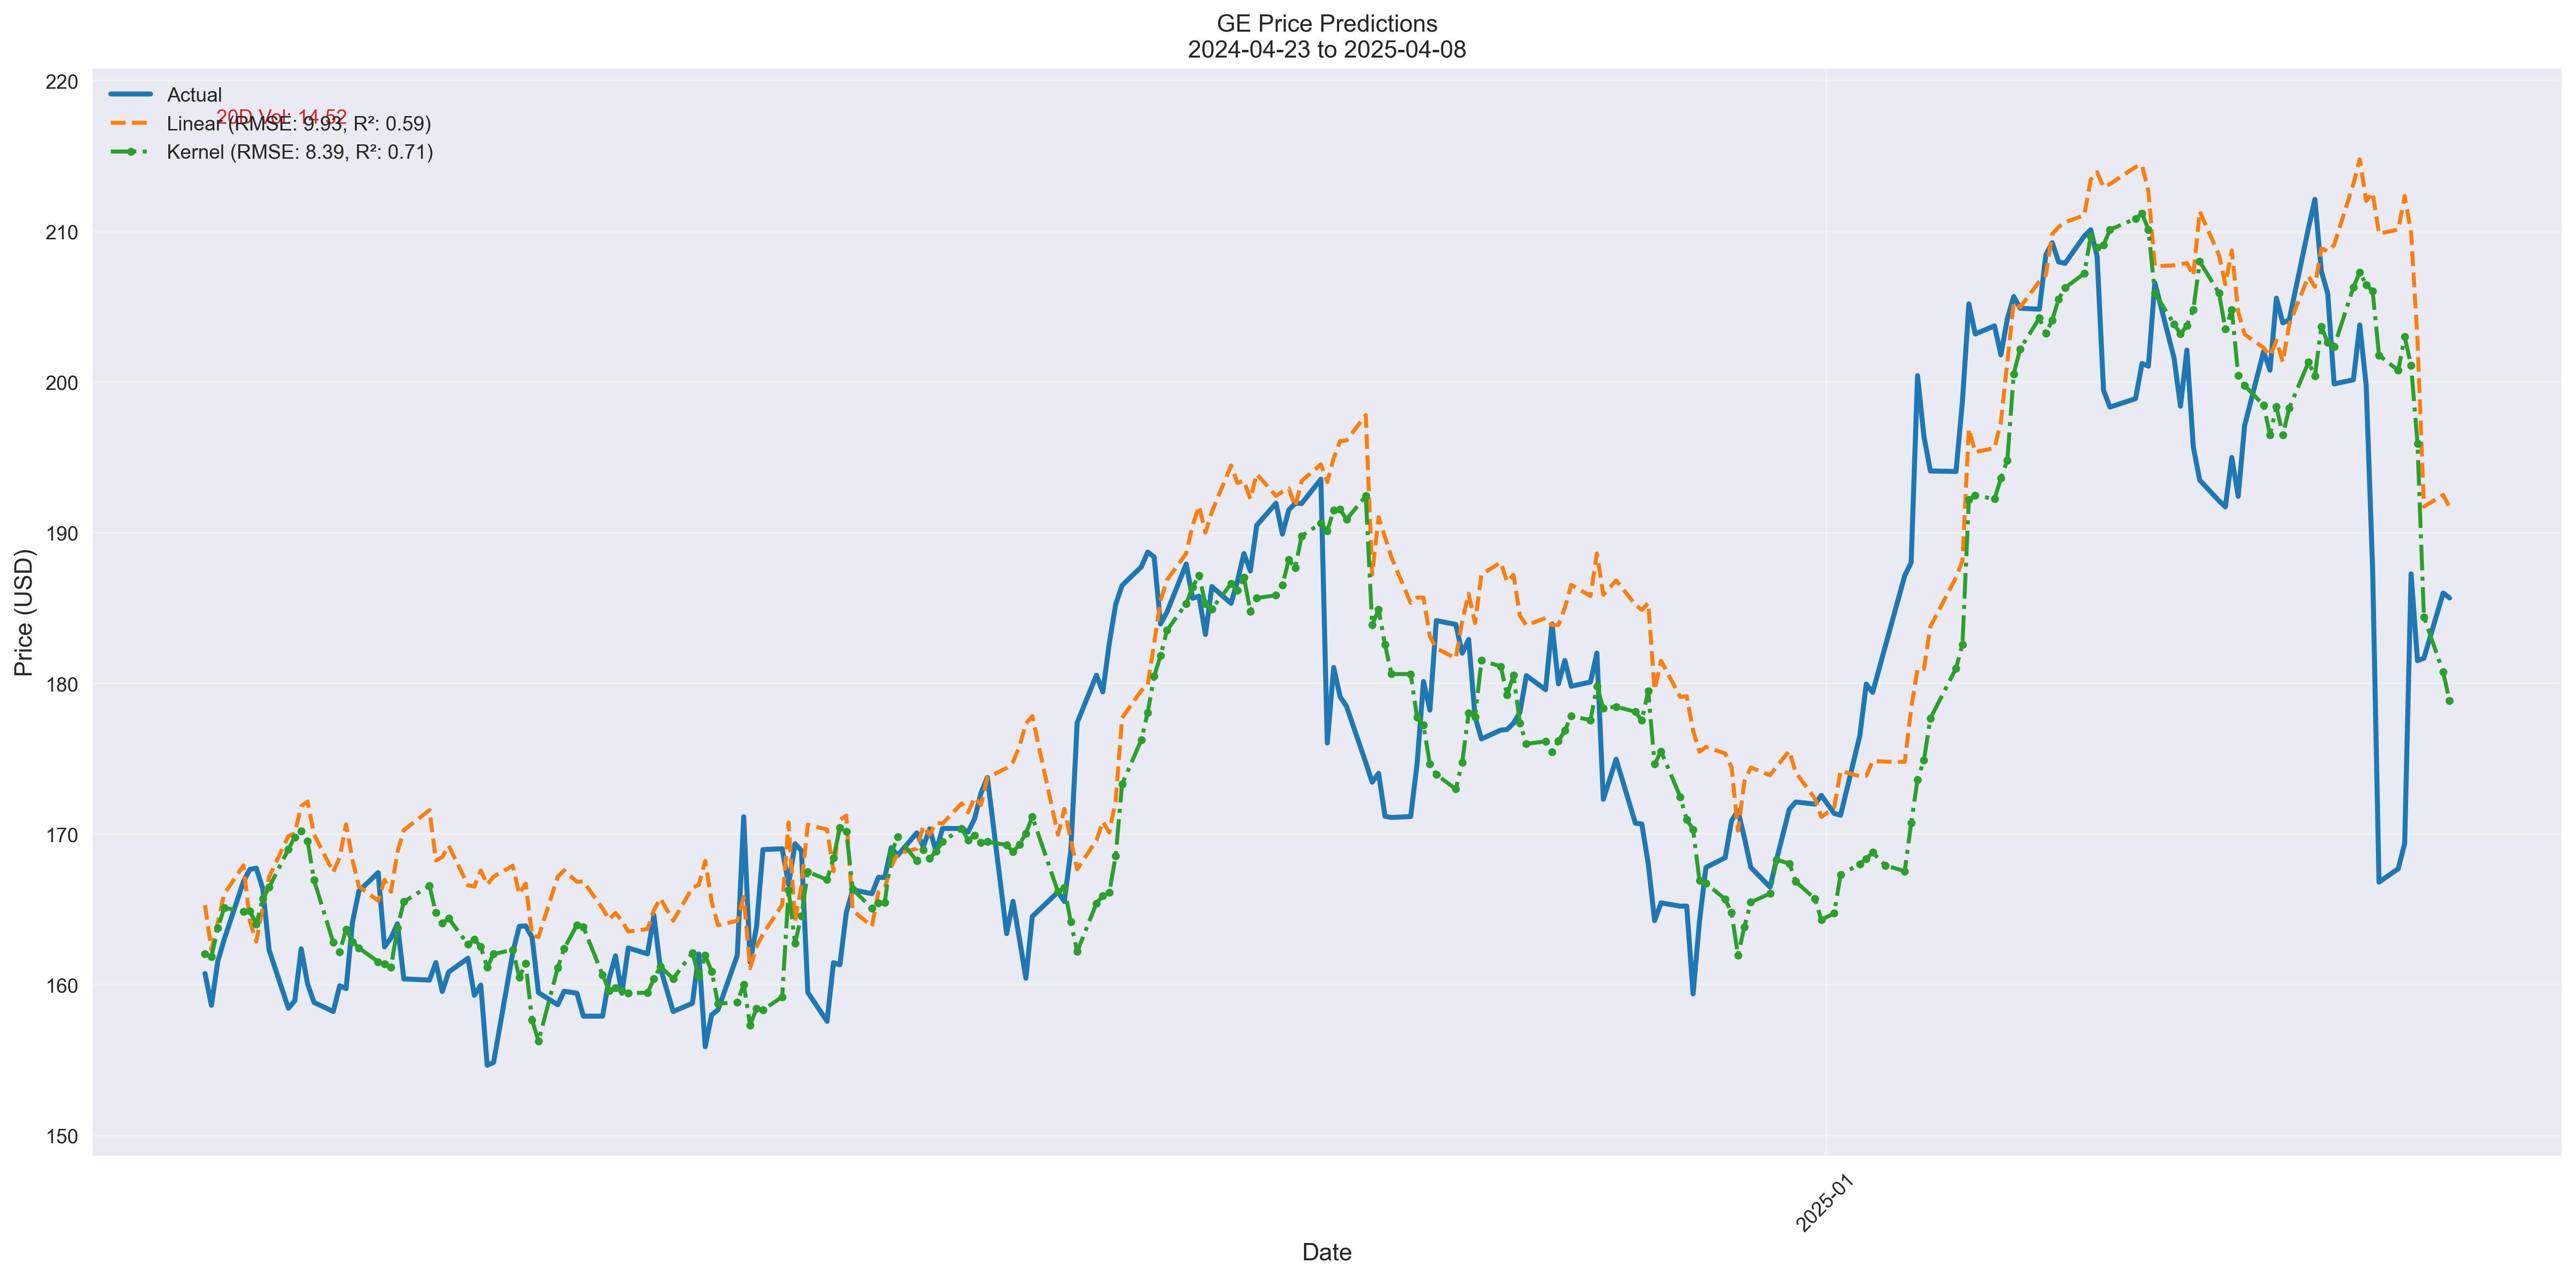 GE Price Predictions
2024-04-23 to 2025-04-08
Price (USD)
220
210
200
190
180
170
160
150
Actual
20D Vol: 14.52
Linear (RMSE: 9.93, R²: 0.59)
Kernel (RMSE: 8.39, R²: 0.71)
2025-01
Date